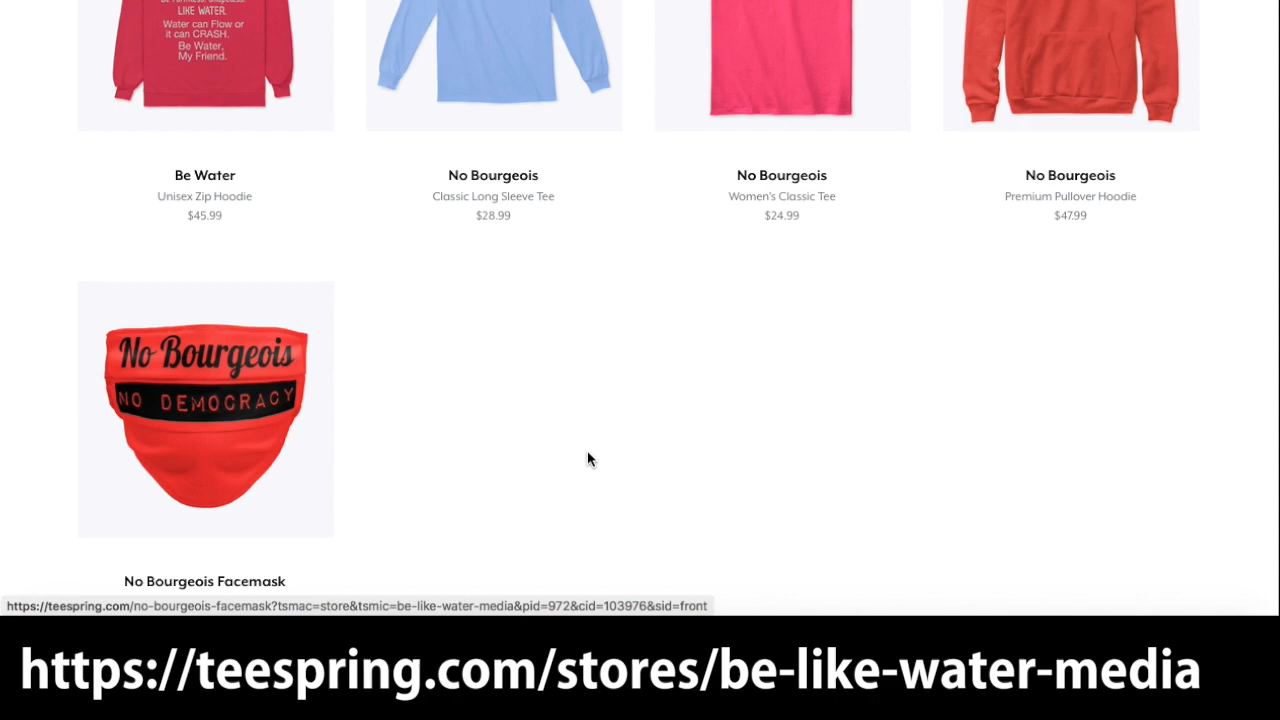 LIKE WATER.
Water can Flow or
it can CRASH.
Be Water,
My Friend.
Be Water
Unisex Zip Hoodie
$45.99
No Bourgeois
Classic Long Sleeve Tee
$28.99
No Bourgeois
Women's Classic Tee
$24.99
No Bourgeois
Premium Pullover Hoodie
$47.99
No Bourgeois
NO DEMOCRACY
No Bourgeois Facemask
https://teespring.com/no-bourgeois-facemask?tsmac=store&tsmic=be-like-water-media&pid=972&cid=103976&sid=front
https://teespring.com/stores/be-like-water-media